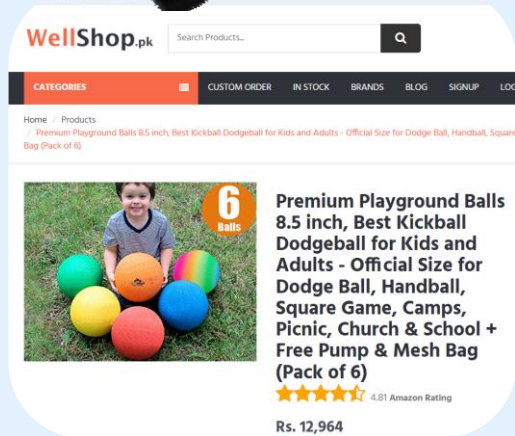 WellShop.pk
Search Products...
CATEGORIES
CUSTOM ORDER IN STOCK BRANDS BLOG SIGNUP LOG
Home / Products
/ Premium Playground Balls 8.5 inch, Best Kickball Dodgeball for Kids and Adults - Official Size for Dodge Ball, Handball, Square
Bag (Pack of 6)
6
Balls
Premium Playground Balls
8.5 inch, Best Kickball
Dodgeball for Kids and
Adults - Official Size for
Dodge Ball, Handball,
Square Game, Camps,
Picnic, Church & School +
Free Pump & Mesh Bag
(Pack of 6)
4.81 Amazon Rating
Rs. 12,964